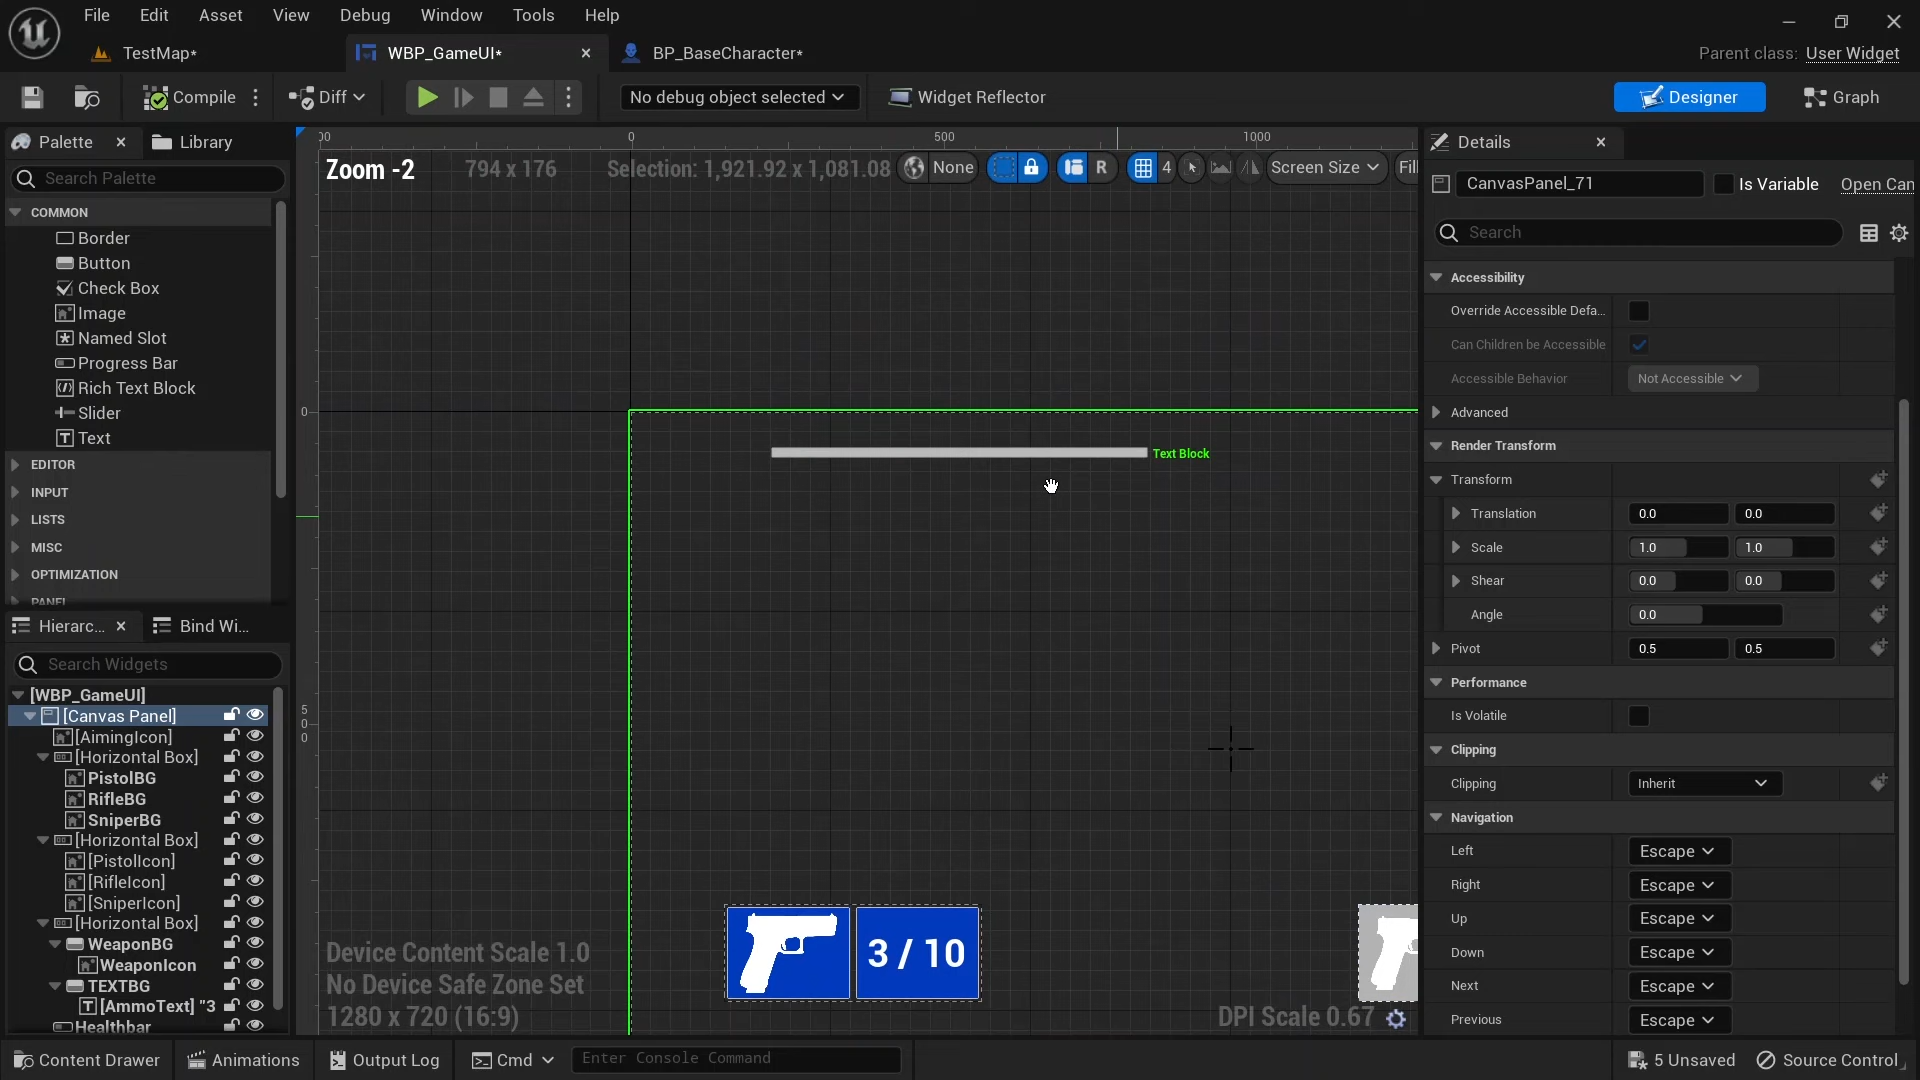 File Edit Asset View Debug Window Tools Help
TestMap*
WBP_GameUI*
BP_BaseCharacter*
Parent class: User Widget
Compile
Diff
No debug object selected
Widget Reflector
Designer
Graph
Palette
Library
Search Palette
COMMON
Border
Button
Check Box
Image
Named Slot
Progress Bar
Rich Text Block
Slider
Text
EDITOR
INPUT
LISTS
MISC
OPTIMIZATION
PANEL
Hierarc...
Bind Wi...
Search Widgets
[WBP_GameUI]
[Canvas Panel]
[AimingIcon]
[Horizontal Box]
PistolBG
RifleBG
SniperBG
[Horizontal Box]
[PistolIcon]
[RifleIcon]
[SniperIcon]
[Horizontal Box]
WeaponBG
WeaponIcon
TEXTBG
[AmmoText] "3
Healthbar
00 0 500 1000
Zoom -2
794 x 176
Selection: 1,921.92 x 1,081.08
None
R
4
Screen Size
Fill
0
5
0
0
Text Block
3 / 10
Device Content Scale 1.0
No Device Safe Zone Set
1280 x 720 (16:9)
DPI Scale 0.67
Details
CanvasPanel_71
Is Variable
Open Can
Search
Accessibility
Override Accessible Defa...
Can Children be Accessible
Accessible Behavior
Not Accessible
Advanced
Render Transform
Transform
Translation 0.0 0.0
Scale 1.0 1.0
Shear 0.0 0.0
Angle 0.0
Pivot 0.5 0.5
Performance
Is Volatile
Clipping
Clipping Inherit
Navigation
Left Escape
Right Escape
Up Escape
Down Escape
Next Escape
Previous Escape
Content Drawer
Animations
Output Log
Cmd
Enter Console Command
5 Unsaved
Source Control